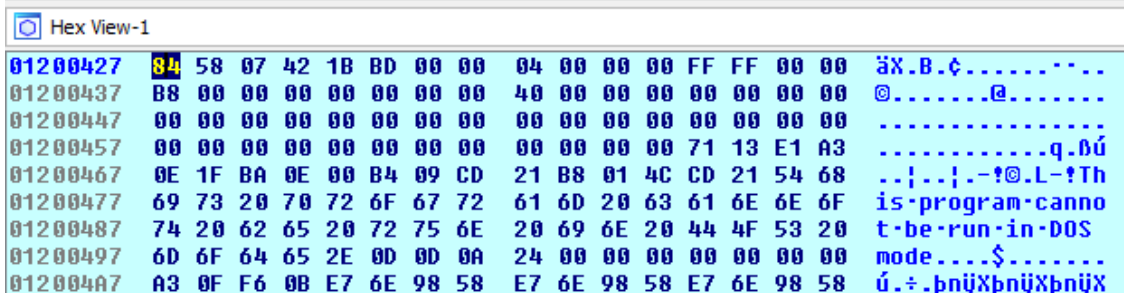 Hex View-1
01200427 84 58 07 42 1B BD 00 00 04 00 00 00 FF FF 00 00 äX.B.¢......··..
01200437 B8 00 00 00 00 00 00 00 40 00 00 00 00 00 00 00 ©.......@.......
01200447 00 00 00 00 00 00 00 00 00 00 00 00 00 00 00 00 ................
01200457 00 00 00 00 00 00 00 00 00 00 00 00 71 13 E1 A3 ............q.ßú
01200467 0E 1F BA 0E 00 B4 09 CD 21 B8 01 4C CD 21 54 68 ..¦..¦.-!©.L-!Th
01200477 69 73 20 70 72 6F 67 72 61 6D 20 63 61 6E 6E 6F is·program·canno
01200487 74 20 62 65 20 72 75 6E 20 69 6E 20 44 4F 53 20 t·be·run·in·DOS
01200497 6D 6F 64 65 2E 0D 0D 0A 24 00 00 00 00 00 00 00 mode....$.......
012004A7 A3 0F F6 0B E7 6E 98 58 E7 6E 98 58 E7 6E 98 58 ú.÷.þnÿXþnÿXþnÿX